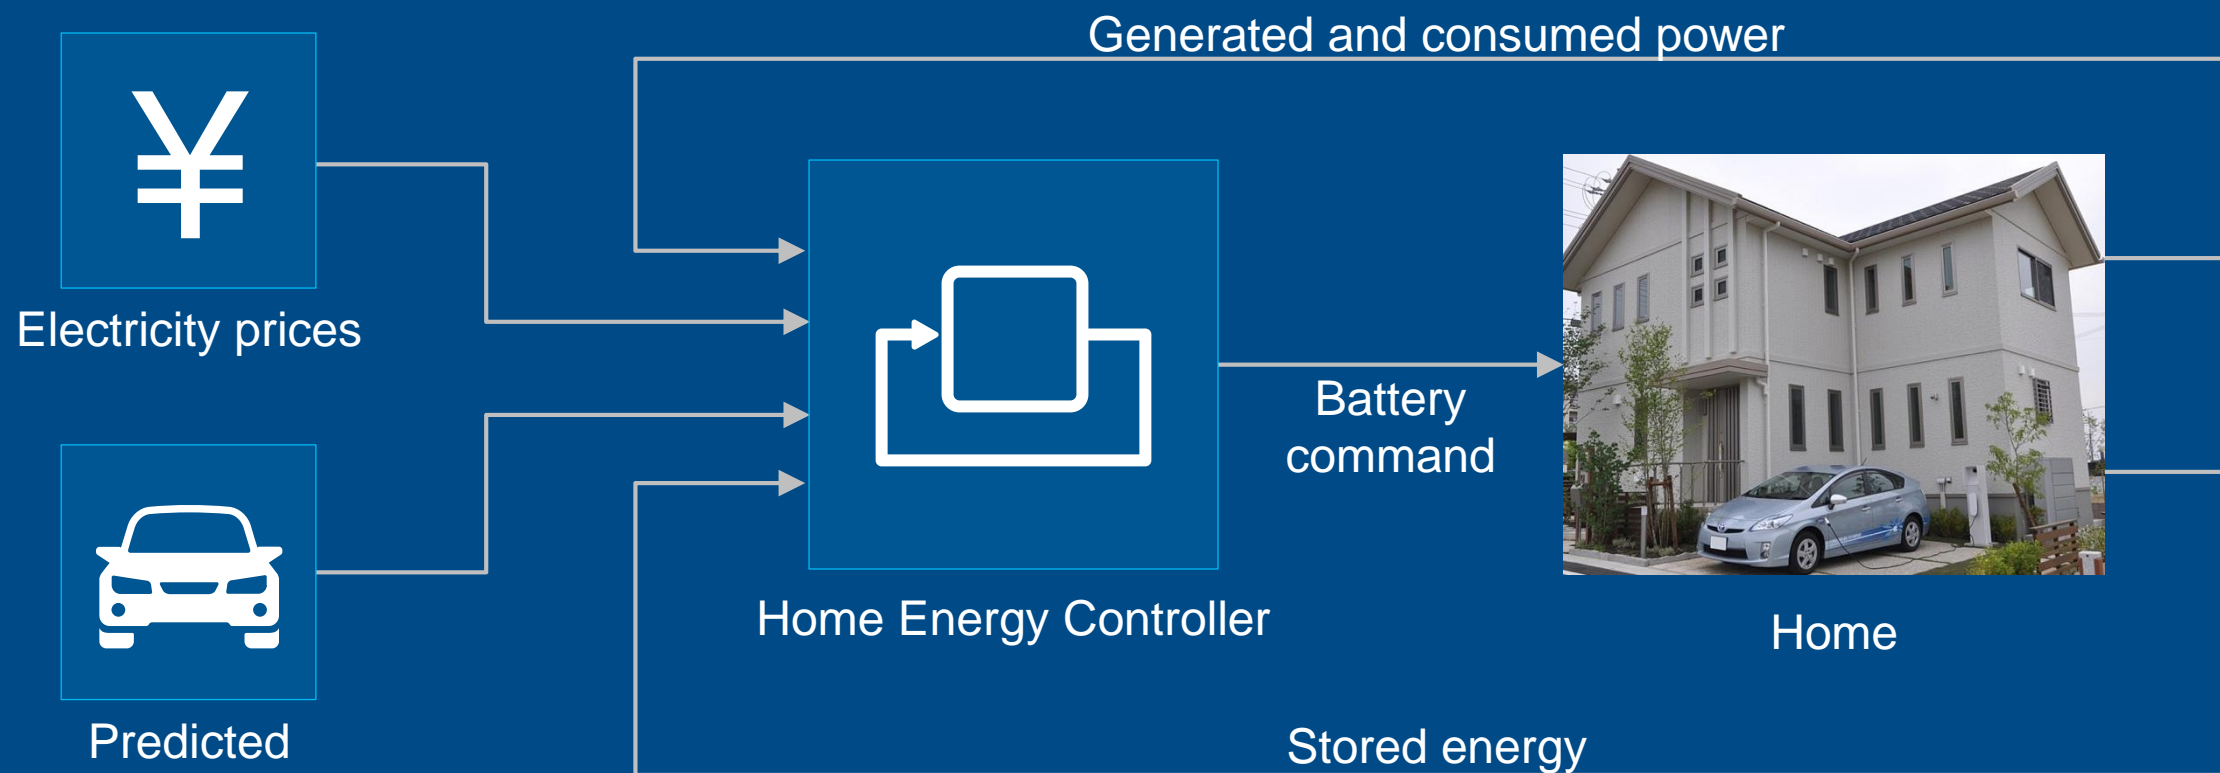 Generated and consumed power
¥
Electricity prices
Battery
command
Home Energy Controller
Home
Predicted
Stored energy